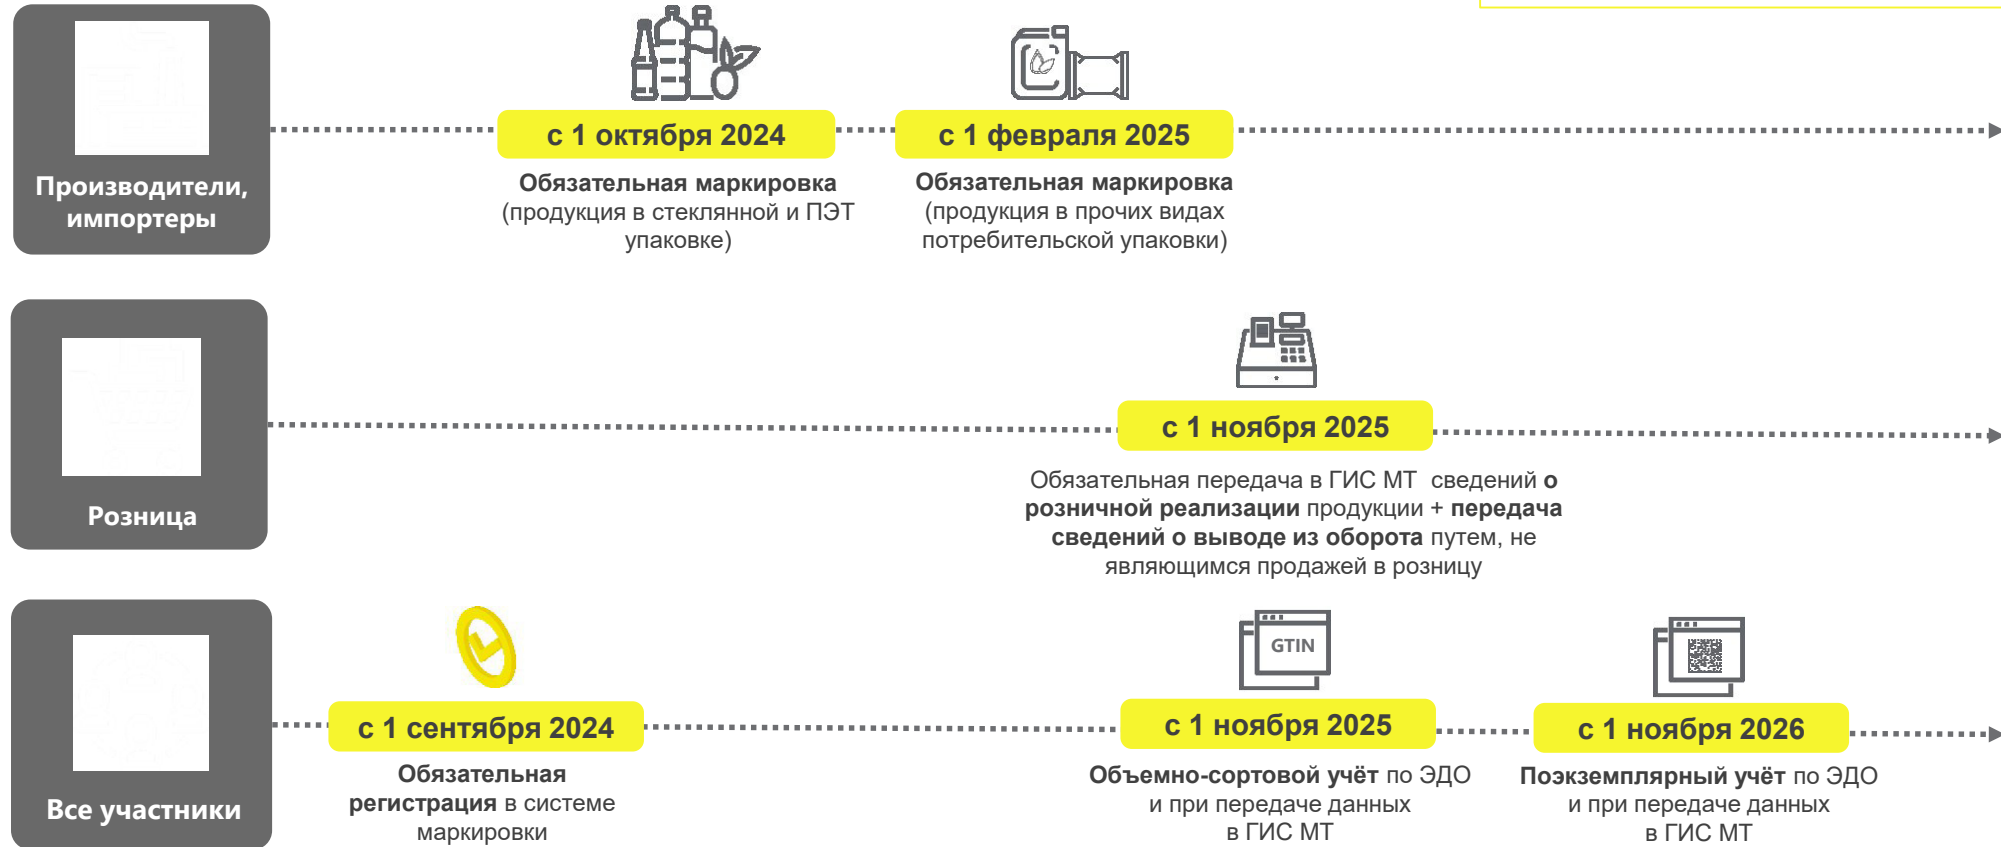 Производители,
импортеры
с 1 октября 2024
Обязательная маркировка
(продукция в стеклянной и ПЭТ
упаковке)
с 1 февраля 2025
Обязательная маркировка
(продукция в прочих видах
потребительской упаковки)
Розница
с 1 ноября 2025
Обязательная передача в ГИС МТ  сведений о
розничной реализации продукции + передача
сведений о выводе из оборота путем, не
являющимся продажей в розницу
Все участники
с 1 сентября 2024
Обязательная
регистрация в системе
маркировки
GTIN
с 1 ноября 2025
Объемно-сортовой учёт по ЭДО
и при передаче данных
в ГИС МТ
с 1 ноября 2026
Поэкземплярный учёт по ЭДО
и при передаче данных
в ГИС МТ